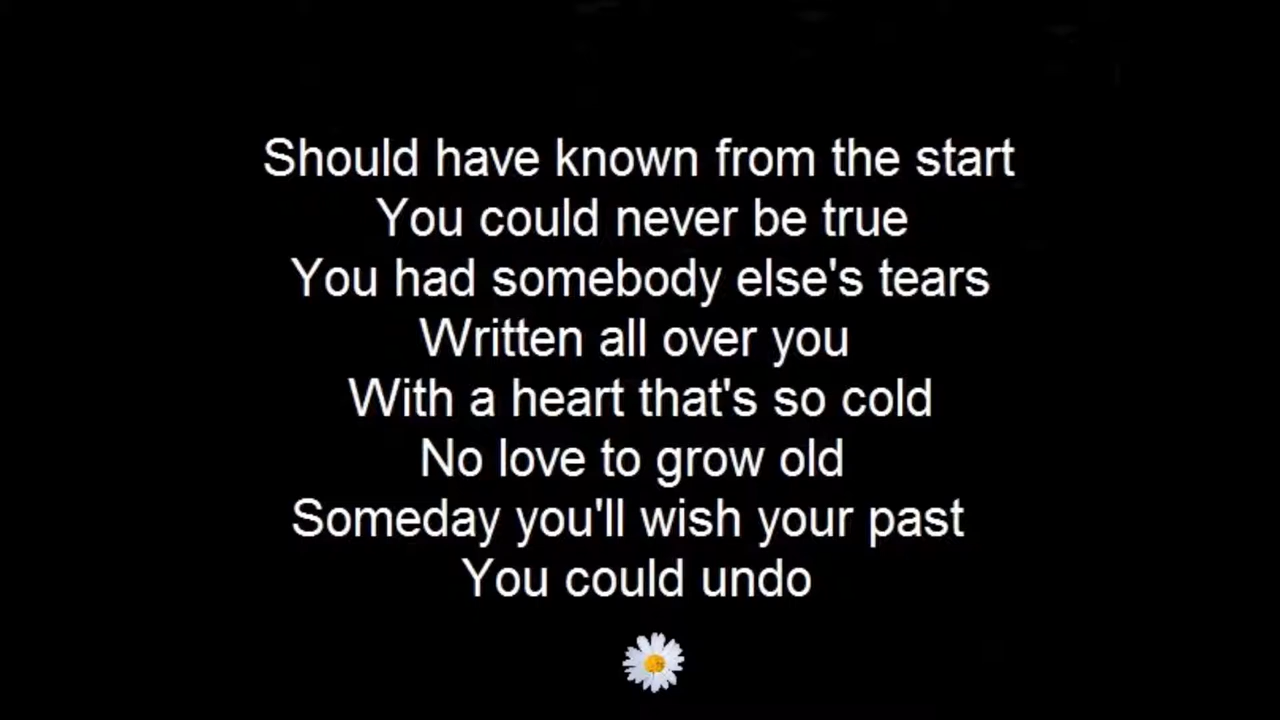 Should have known from the start
You could never be true
You had somebody else's tears
Written all over you
With a heart that's so cold
No love to grow old
Someday you'll wish your past
You could undo